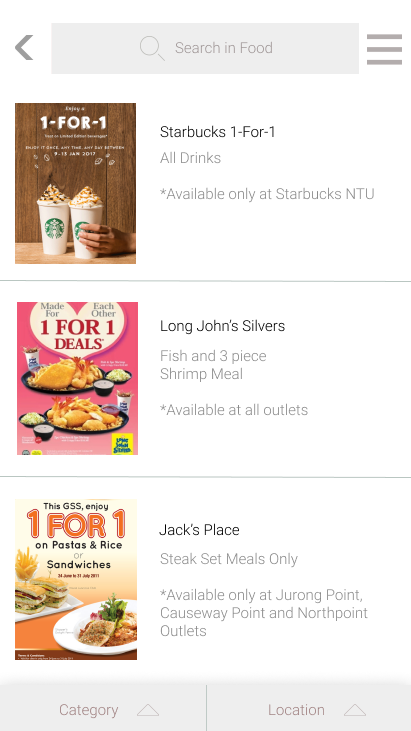 Search in Food
Enjoy a
1-FOR-1
Treat on Limited Edition beverages*
ENJOY IT ONCE, ANY TIME, ANY DAY BETWEEN
9-13 JAN 2017
Starbucks 1-For-1
All Drinks
*Available only at Starbucks NTU
Made Each
For Other
1 FOR 1
DEALS*
LONG
JOHN
SILVER'S
Long John's Silvers
Fish and 3 piece
Shrimp Meal
*Available at all outlets
This GSS, enjoy
1 FOR 1
on Pastas & Rice
or
Sandwiches
24 June to 31 July 2011
Jack's Place
Steak Set Meals Only
*Available only at Jurong Point,
Causeway Point and Northpoint
Outlets
Category
Location